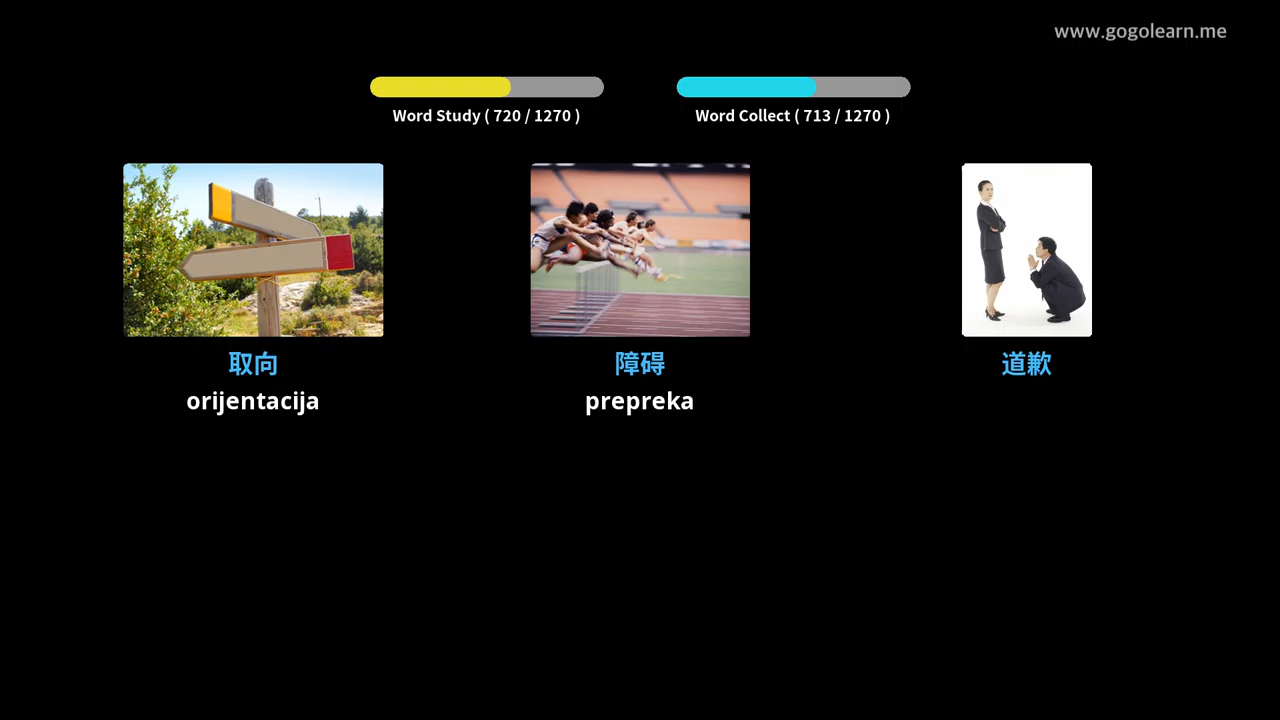 www.gogolearn.me
Word Study ( 720 / 1270 )
Word Collect ( 713 / 1270 )
取向
orijentacija
障碍
prepreka
道歉